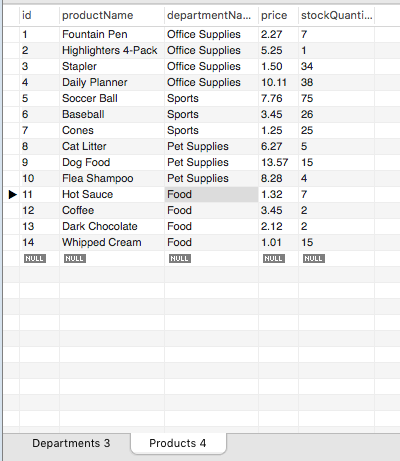 id productName departmentNa... price stockQuanti...
1 Fountain Pen Office Supplies 2.27 7
2 Highlighters 4-Pack Office Supplies 5.25 1
3 Stapler Office Supplies 1.50 34
4 Daily Planner Office Supplies 10.11 38
5 Soccer Ball Sports 7.76 75
6 Baseball Sports 3.45 26
7 Cones Sports 1.25 25
8 Cat Litter Pet Supplies 6.27 5
9 Dog Food Pet Supplies 13.57 15
10 Flea Shampoo Pet Supplies 8.28 4
11 Hot Sauce Food 1.32 7
12 Coffee Food 3.45 2
13 Dark Chocolate Food 2.12 2
14 Whipped Cream Food 1.01 15
NULL NULL NULL NULL NULL
Departments 3 Products 4